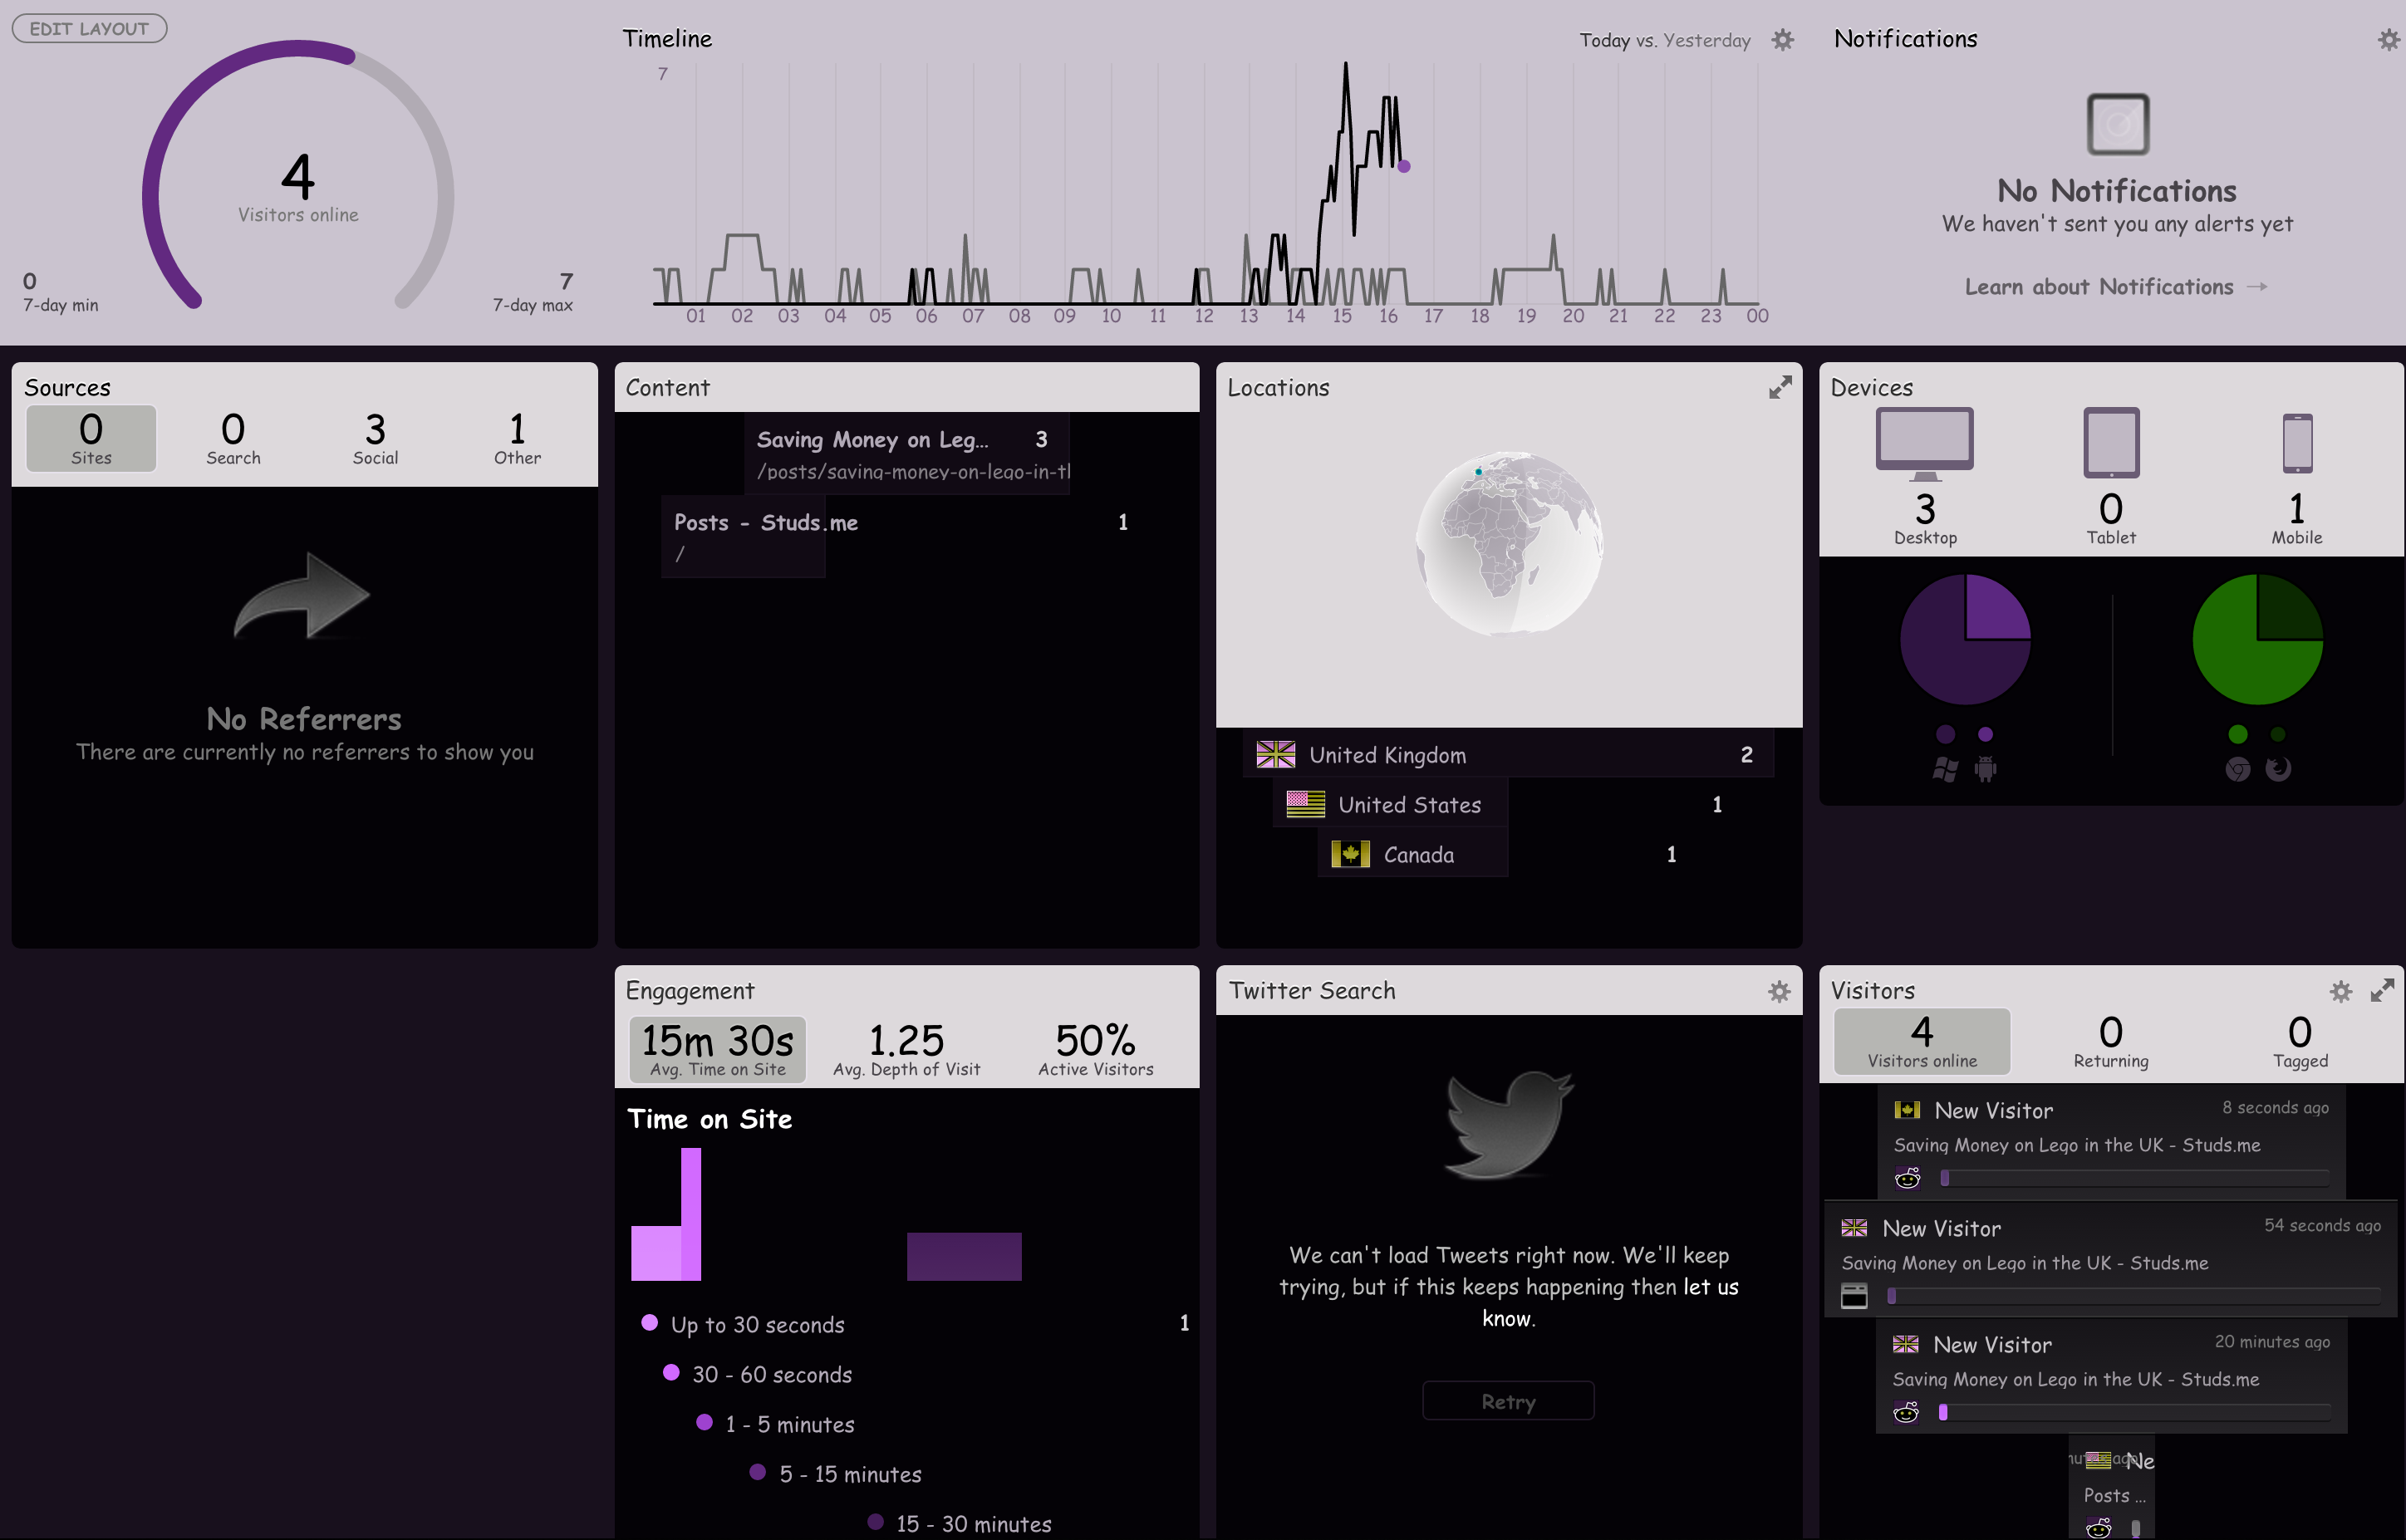 EDIT LAYOUT
4
Visitors online
0
7-day min
7
7-day max
Timeline
Today vs. Yesterday
7
01 02 03 04 05 06 07 08 09 10 11 12 13 14 15 16 17 18 19 20 21 22 23 00
Notifications
No Notifications
We haven't sent you any alerts yet
Learn about Notifications →
Sources
0 0 3 1
Sites Search Social Other
No Referrers
There are currently no referrers to show you
Content
Saving Money on Leg... 3
/posts/saving-money-on-lego-in-tl
Posts - Studs.me 1
/
Locations
United Kingdom 2
United States 1
Canada 1
Devices
3 0 1
Desktop Tablet Mobile
Engagement
15m 30s 1.25 50%
Avg. Time on Site Avg. Depth of Visit Active Visitors
Time on Site
Up to 30 seconds 1
30 - 60 seconds
1 - 5 minutes
5 - 15 minutes
15 - 30 minutes
Twitter Search
We can't load Tweets right now. We'll keep
trying, but if this keeps happening then let us
know.
Retry
Visitors
4 0 0
Visitors online Returning Tagged
New Visitor 8 seconds ago
Saving Money on Lego in the UK - Studs.me
New Visitor 54 seconds ago
Saving Money on Lego in the UK - Studs.me
New Visitor 20 minutes ago
Saving Money on Lego in the UK - Studs.me
Ne
Posts ...